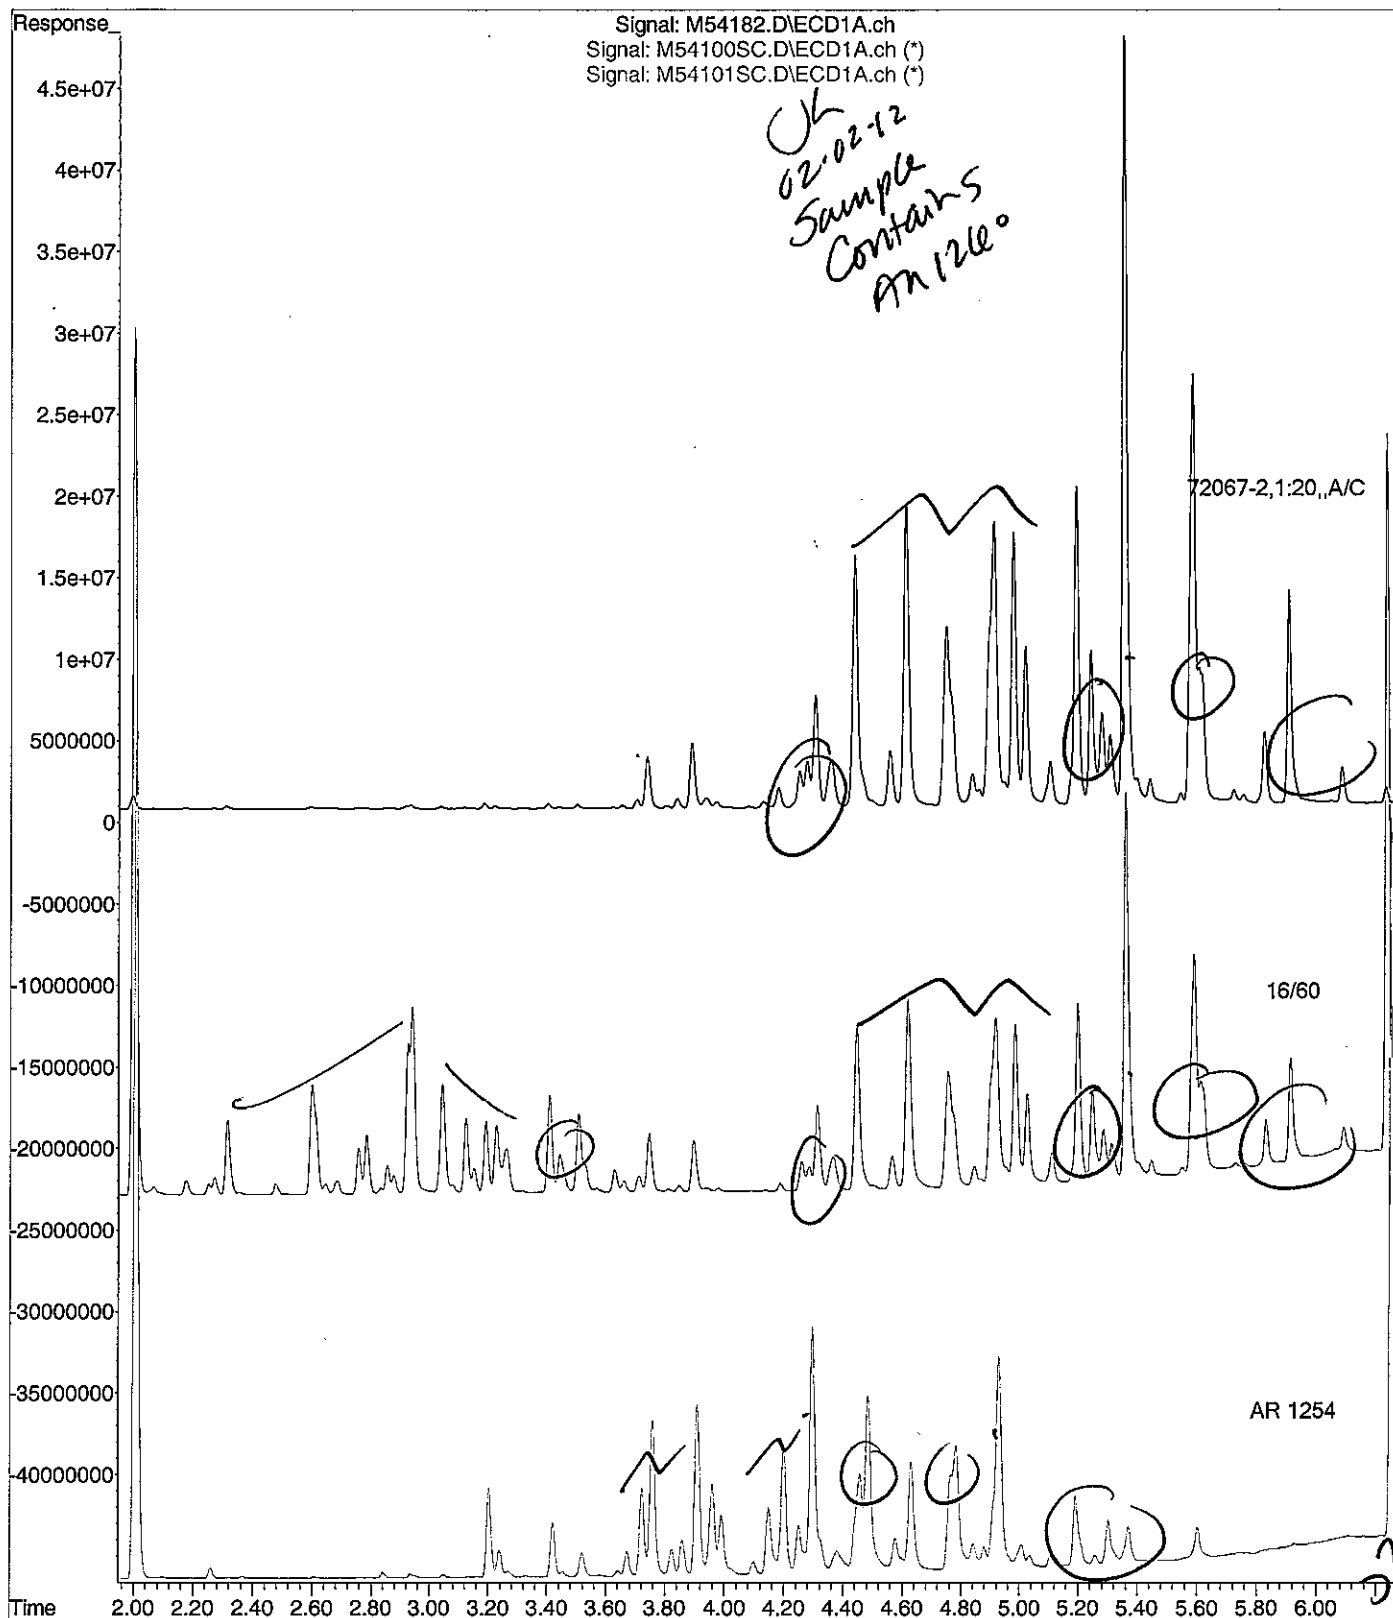 Response_
Signal: M54182.D\ECD1A.ch
Signal: M54100SC.D\ECD1A.ch (*)
Signal: M54101SC.D\ECD1A.ch (*)
4.5e+07
4e+07
3.5e+07
3e+07
2.5e+07
2e+07
1.5e+07
1e+07
5000000
0
-5000000
-10000000
-15000000
-20000000
-25000000
-30000000
-35000000
-40000000
02-02-12
Sample
Contains
AR 1260
72067-2,1:20,,A/C
16/60
AR 1254
Time 2.00 2.20 2.40 2.60 2.80 3.00 3.20 3.40 3.60 3.80 4.00 4.20 4.40 4.60 4.80 5.00 5.20 5.40 5.60 5.80 6.00